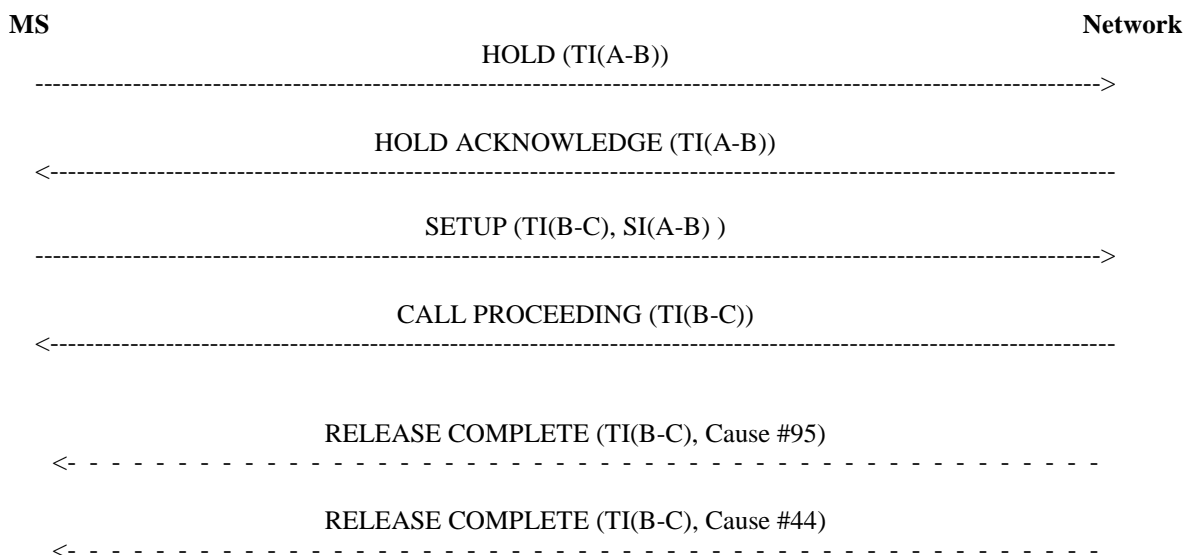 MS Network
HOLD (TI(A-B))
HOLD ACKNOWLEDGE (TI(A-B))
SETUP (TI(B-C), SI(A-B) )
CALL PROCEEDING (TI(B-C))
RELEASE COMPLETE (TI(B-C), Cause #95)
RELEASE COMPLETE (TI(B-C), Cause #44)